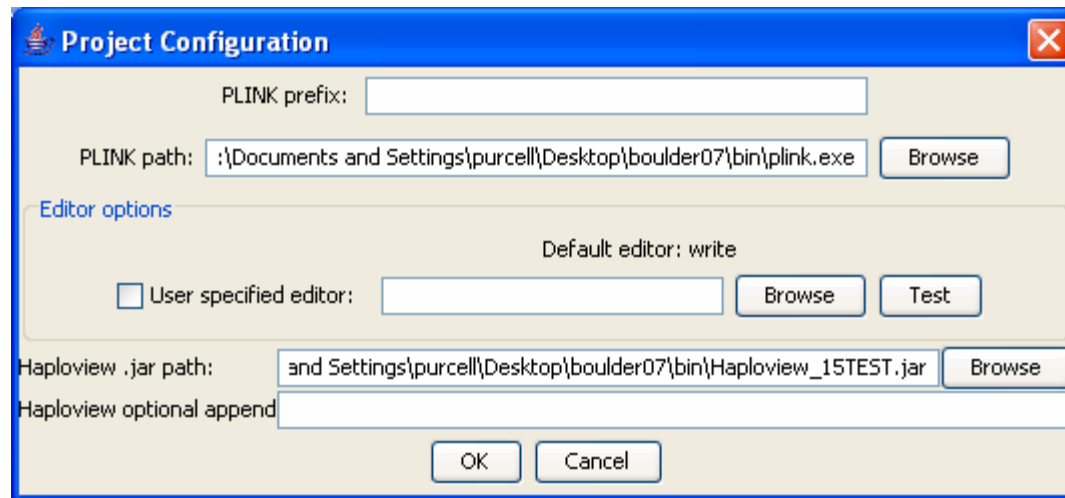 Project Configuration
PLINK prefix:
PLINK path: :\Documents and Settings\purcell\Desktop\boulder07\bin\plink.exe Browse
Editor options
Default editor: write
User specified editor: Browse Test
Haploview .jar path: and Settings\purcell\Desktop\boulder07\bin\Haploview_15TEST.jar Browse
Haploview optional append
OK Cancel